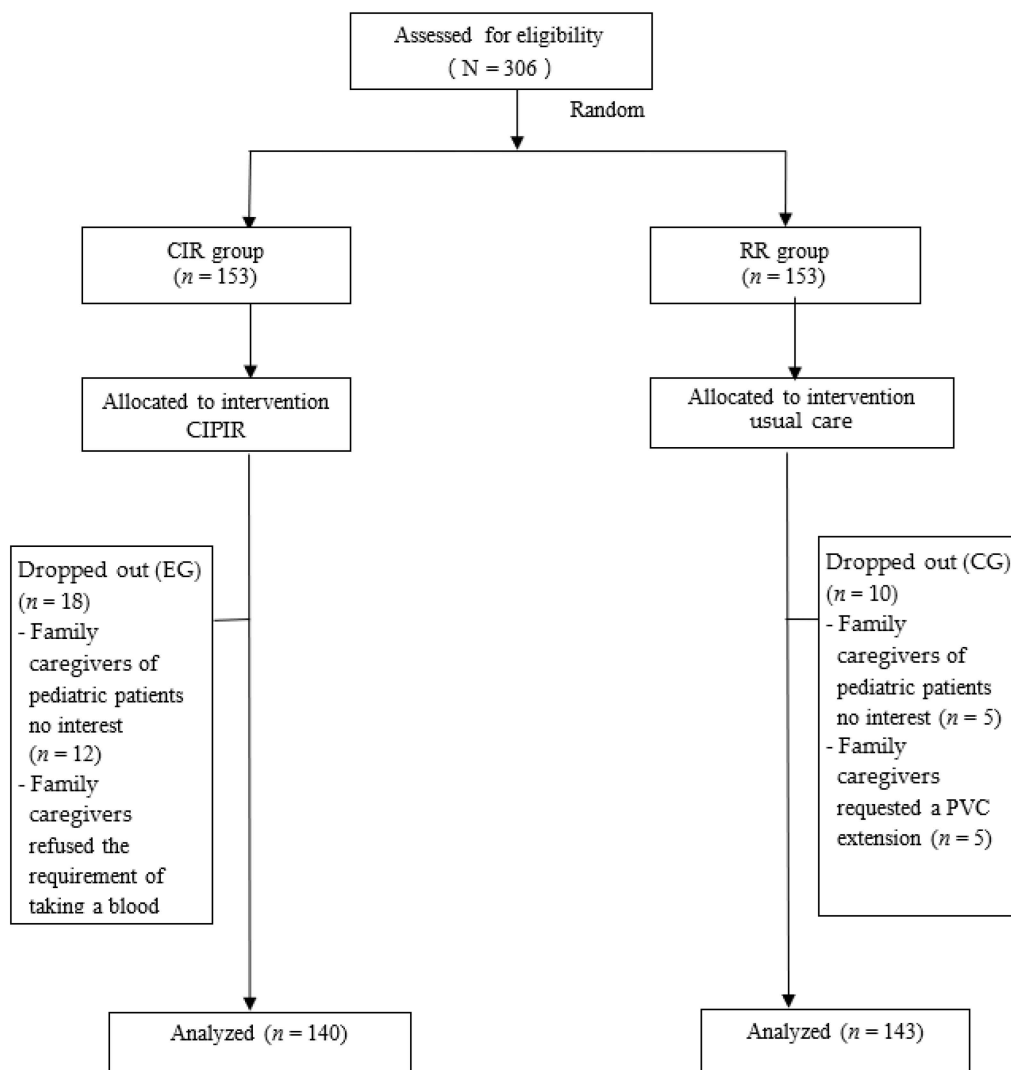 Assessed for eligibility
( N = 306 )
Random
CIR group
(n = 153)
RR group
(n = 153)
Allocated to intervention
CIPIR
Allocated to intervention
usual care
Dropped out (EG)
(n = 18)
- Family
caregivers of
pediatric patients
no interest
(n = 12)
- Family
caregivers
refused the
requirement of
taking a blood
Dropped out (CG)
(n = 10)
- Family
caregivers of
pediatric patients
no interest (n = 5)
- Family
caregivers
requested a PVC
extension (n = 5)
Analyzed (n = 140)
Analyzed (n = 143)